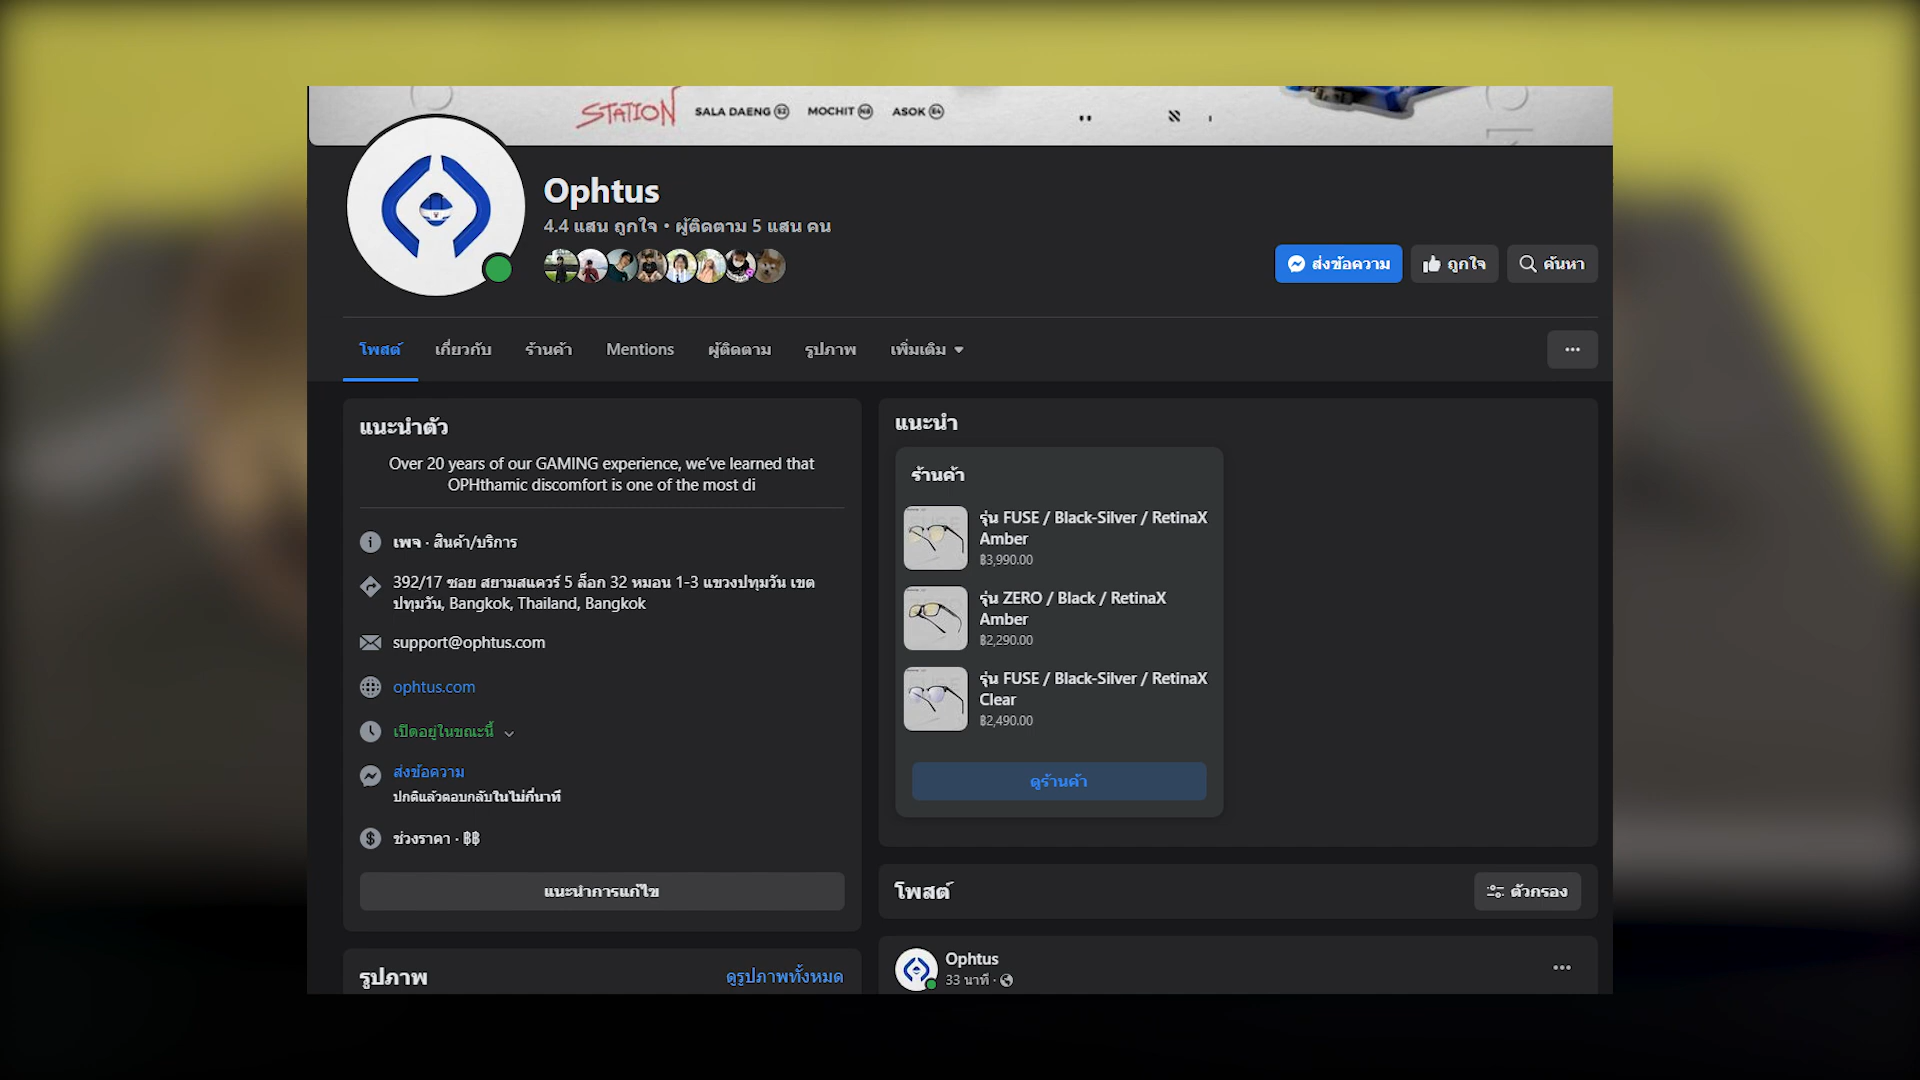 STATION SALA DAENG S2 MOCHIT N8 ASOK E4
Ophtus
4.4 แสน ถูกใจ • ผู้ติดตาม 5 แสน คน
ส่งข้อความ
ถูกใจ
ค้นหา
โพสต์ เกี่ยวกับ ร้านค้า Mentions ผู้ติดตาม รูปภาพ เพิ่มเติม
แนะนำตัว
Over 20 years of our GAMING experience, we've learned that
OPHthamic discomfort is one of the most di
เพจ · สินค้า/บริการ
392/17 ซอย สยามสแควร์ 5 ล็อก 32 หมอน 1-3 แขวงปทุมวัน เขต
ปทุมวัน, Bangkok, Thailand, Bangkok
support@ophtus.com
ophtus.com
เปิดอยู่ในขณะนี้
ส่งข้อความ
ปกติแล้วตอบกลับในไม่กี่นาที
ช่วงราคา · ฿฿
แนะนำการแก้ไข
รูปภาพ
ดูรูปภาพทั้งหมด
แนะนำ
ร้านค้า
รุ่น FUSE / Black-Silver / RetinaX
Amber
฿3,990.00
รุ่น ZERO / Black / RetinaX
Amber
฿2,290.00
รุ่น FUSE / Black-Silver / RetinaX
Clear
฿2,490.00
ดูร้านค้า
โพสต์
ตัวกรอง
Ophtus
33 นาที ·